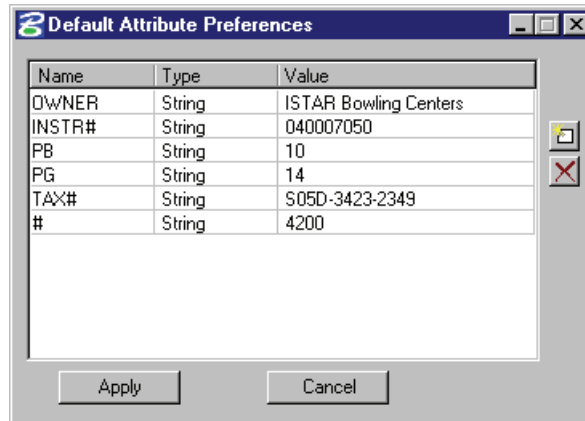 Default Attribute Preferences
Name Type Value
OWNER String ISTAR Bowling Centers
INSTR# String 040007050
PB String 10
PG String 14
TAX# String S05D-3423-2349
# String 4200
Apply Cancel